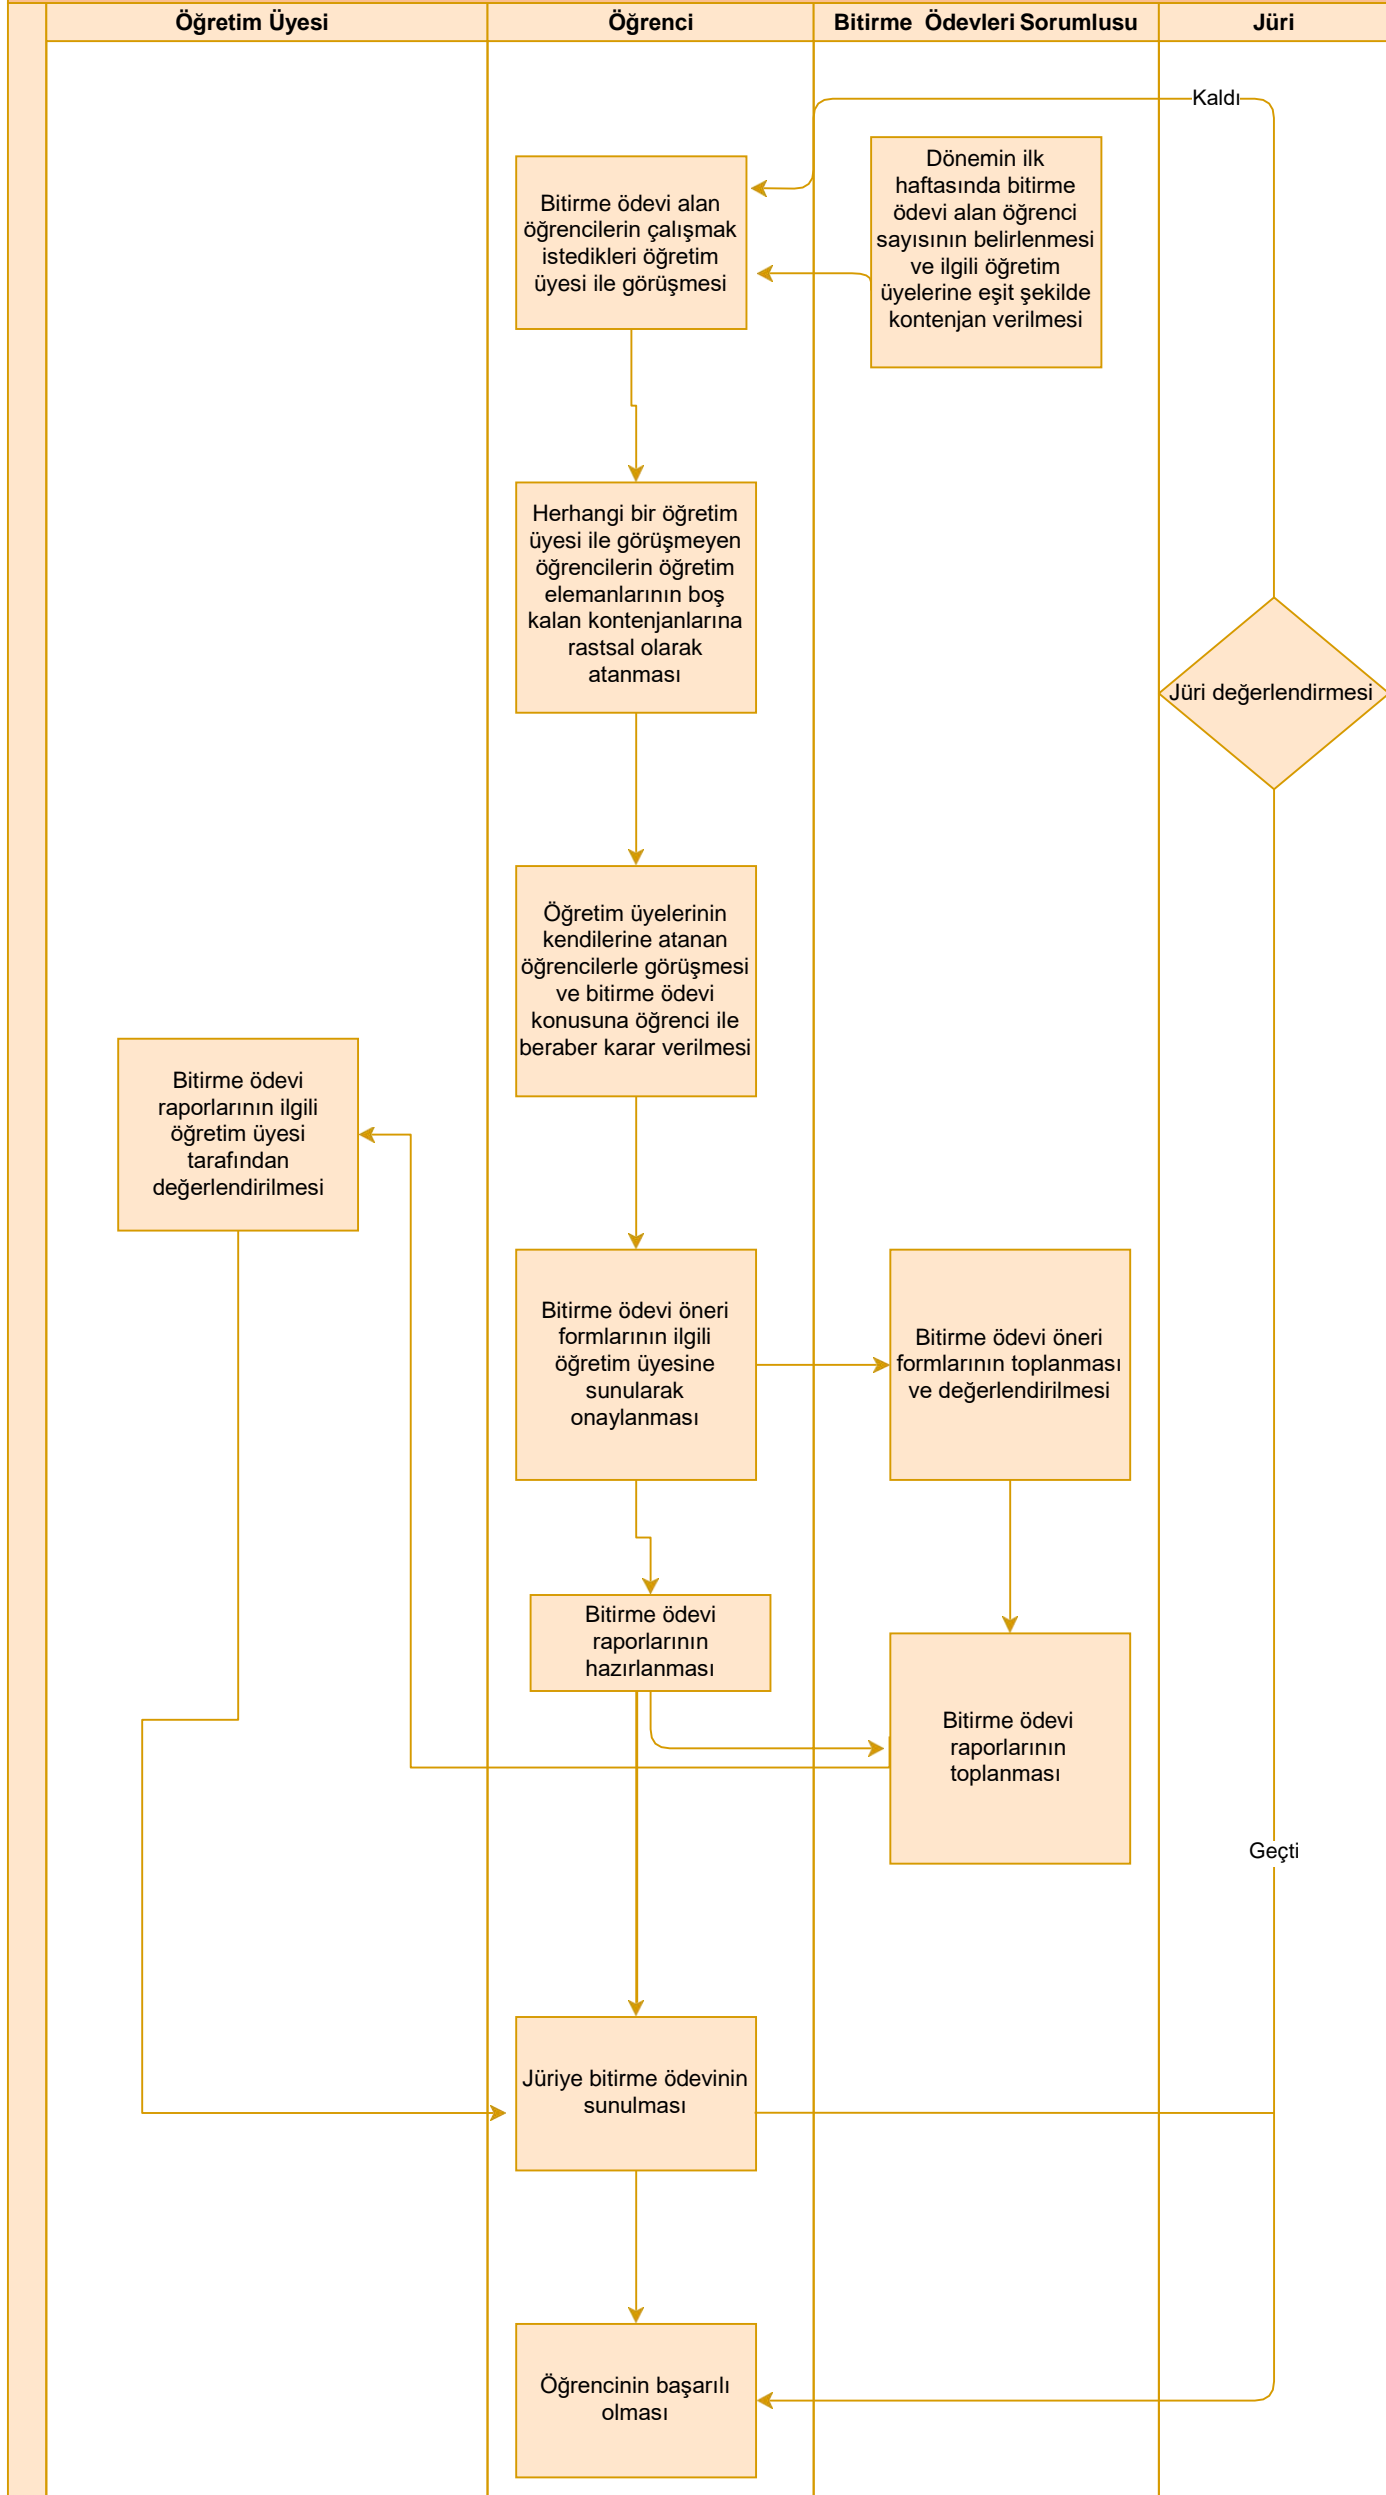 Öğretim Üyesi
Öğrenci
Bitirme Ödevleri Sorumlusu
Jüri
Kaldı
Dönemin ilk
haftasında bitirme
ödevi alan öğrenci
sayısının belirlenmesi
ve ilgili öğretim
üyelerine eşit şekilde
kontenjan verilmesi
Bitirme ödevi alan
öğrencilerin çalışmak
istedikleri öğretim
üyesi ile görüşmesi
Herhangi bir öğretim
üyesi ile görüşmeyen
öğrencilerin öğretim
elemanlarının boş
kalan kontenjanlarına
rastsal olarak
atanması
Jüri değerlendirmesi
Öğretim üyelerinin
kendilerine atanan
öğrencilerle görüşmesi
ve bitirme ödevi
konusuna öğrenci ile
beraber karar verilmesi
Bitirme ödevi
raporlarının ilgili
öğretim üyesi
tarafından
değerlendirilmesi
Bitirme ödevi öneri
formlarının ilgili
öğretim üyesine
sunularak
onaylanması
Bitirme ödevi öneri
formlarının toplanması
ve değerlendirilmesi
Bitirme ödevi
raporlarının
hazırlanması
Bitirme ödevi
raporlarının
toplanması
Geçti
Jüriye bitirme ödevinin
sunulması
Öğrencinin başarılı
olması